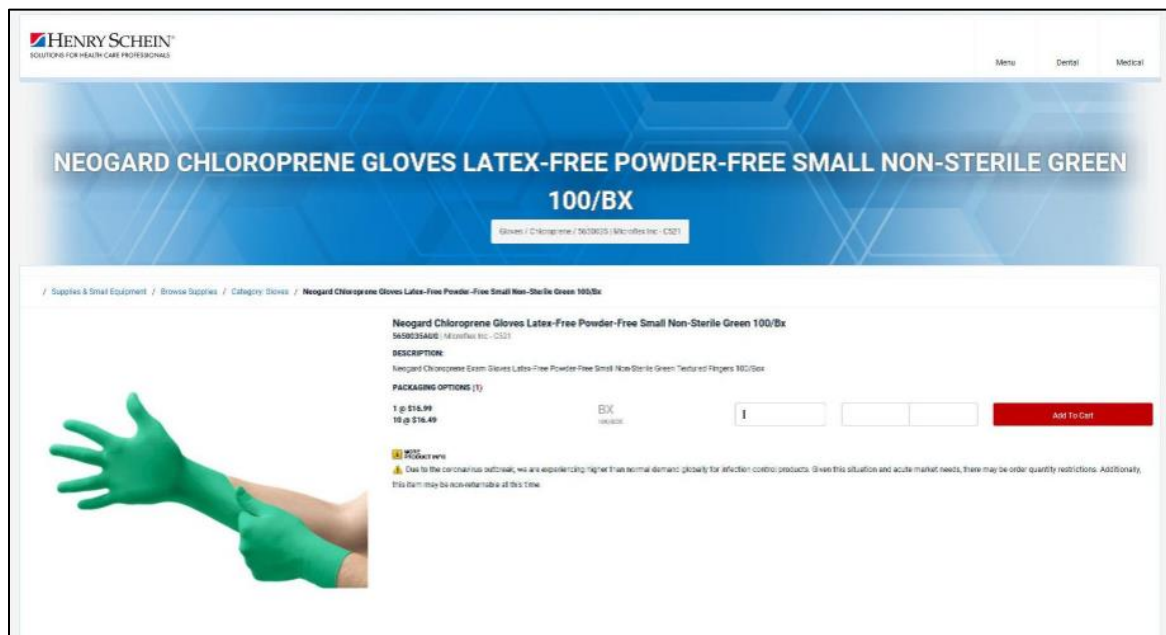 HENRY SCHEIN®
SOLUTIONS FOR HEALTH CARE PROFESSIONALS
Menu Dental Medical
NEOGARD CHLOROPRENE GLOVES LATEX-FREE POWDER-FREE SMALL NON-STERILE GREEN
100/BX
Gloves / Chloroprene / 5650035 | Microflex Inc - C521
/ Supplies & Small Equipment / Browse Supplies / Category: Gloves / Neogard Chloroprene Gloves Latex-Free Powder-Free Small Non-Sterile Green 100/Bx
Neogard Chloroprene Gloves Latex-Free Powder-Free Small Non-Sterile Green 100/Bx
| Microflex Inc - C521
DESCRIPTION:
Neogard Chloroprene Exam Gloves Latex-Free Powder-Free Small Non-Sterile Green Textured Fingers 100/Box
PACKAGING OPTIONS (1)
1 @ $16.99
10 @ $16.49
BX
100/BOX
Add To Cart
MORE
PRODUCT INFO
Due to the coronavirus outbreak, we are experiencing higher than normal demand globally for infection control products. Given this situation and acute market needs, there may be order quantity restrictions. Additionally,
this item may be non-returnable at this time.